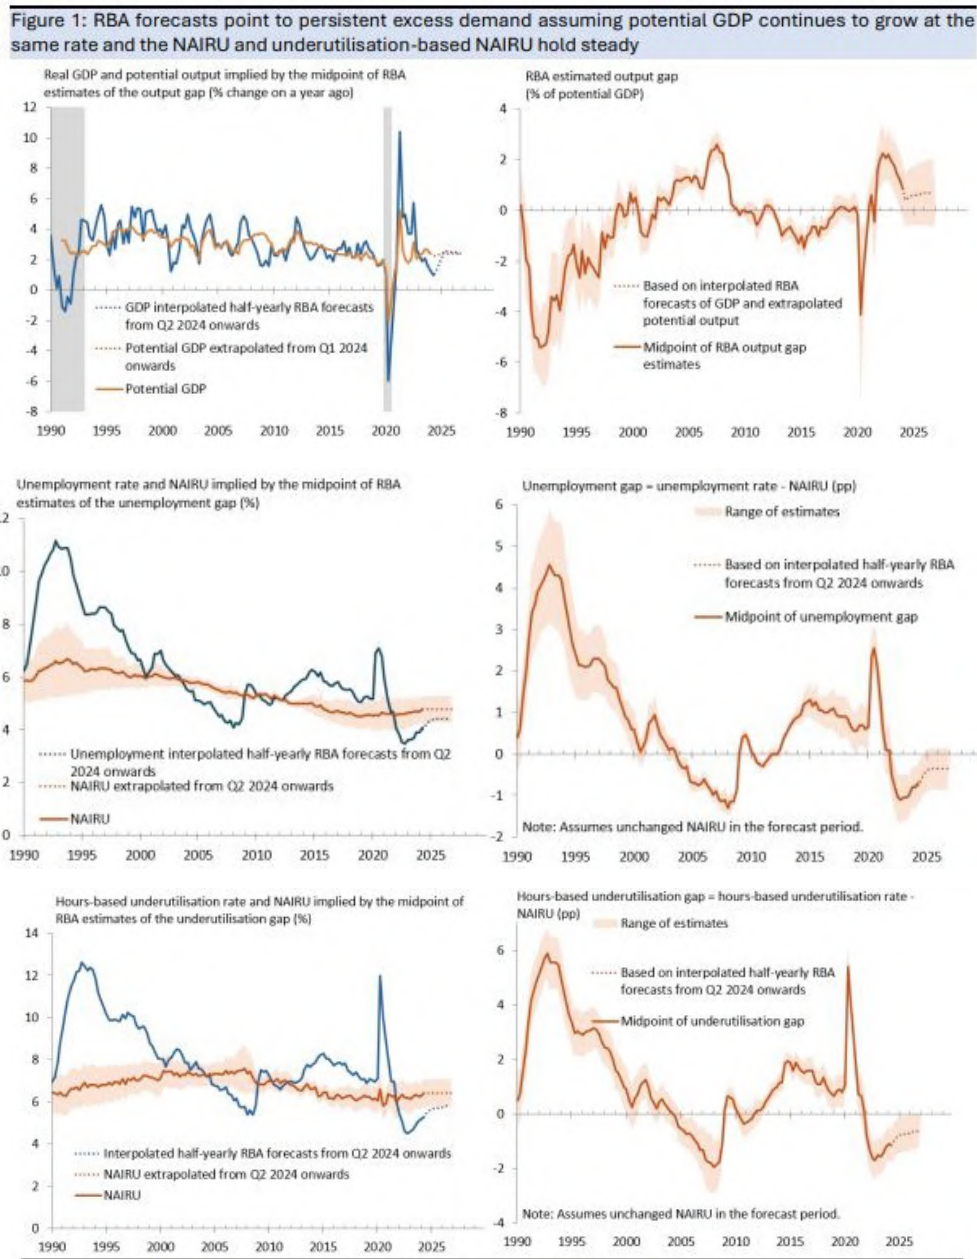 Figure 1: RBA forecasts point to persistent excess demand assuming potential GDP continues to grow at the
same rate and the NAIRU and underutilisation-based NAIRU hold steady
Real GDP and potential output implied by the midpoint of RBA
estimates of the output gap (% change on a year ago)
12
10
8
6
4
2
0
-2
-4
-6
-8
GDP interpolated half-yearly RBA forecasts
from Q2 2024 onwards
Potential GDP extrapolated from Q1 2024
onwards
Potential GDP
1990 1995 2000 2005 2010 2015 2020 2025
RBA estimated output gap
(% of potential GDP)
4
2
0
-2
-4
-6
-8
Based on interpolated RBA
forecasts of GDP and extrapolated
potential output
Midpoint of RBA output gap
estimates
1990 1995 2000 2005 2010 2015 2020 2025
Unemployment rate and NAIRU implied by the midpoint of RBA
estimates of the unemployment gap (%)
2
0
8
6
4
2
0
Unemployment interpolated half-yearly RBA forecasts from Q2
2024 onwards
NAIRU extrapolated from Q2 2024 onwards
NAIRU
1990 1995 2000 2005 2010 2015 2020 2025
Unemployment gap = unemployment rate - NAIRU (pp)
6
5
4
3
2
1
0
-1
-2
Range of estimates
Based on interpolated half-yearly RBA
forecasts from Q2 2024 onwards
Midpoint of unemployment gap
Note: Assumes unchanged NAIRU in the forecast period.
1990 1995 2000 2005 2010 2015 2020 2025
Hours-based underutilisation rate and NAIRU implied by the midpoint of
RBA estimates of the underutilisation gap (%)
14
12
10
8
6
4
2
0
Interpolated half-yearly RBA forecasts from Q2 2024 onwards
NAIRU extrapolated from Q2 2024 onwards
NAIRU
1990 1995 2000 2005 2010 2015 2020 2025
Hours-based underutilisation gap = hours-based underutilisation rate -
NAIRU (pp)
6
4
2
0
-2
-4
Range of estimates
Based on interpolated half-yearly RBA
forecasts from Q2 2024 onwards
Midpoint of underutilisation gap
Note: Assumes unchanged NAIRU in the forecast period.
1990 1995 2000 2005 2010 2015 2020 2025